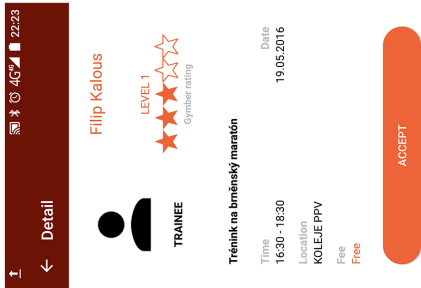 4G 4G 22:23
Detail
Filip Kalous
LEVEL 1
Gymber rating
TRAINEE
Trénink na brněnský maratón
Time
Date
16:30 - 18:30
19.05.2016
Location
KOLEJE PPV
Fee
Free
ACCEPT